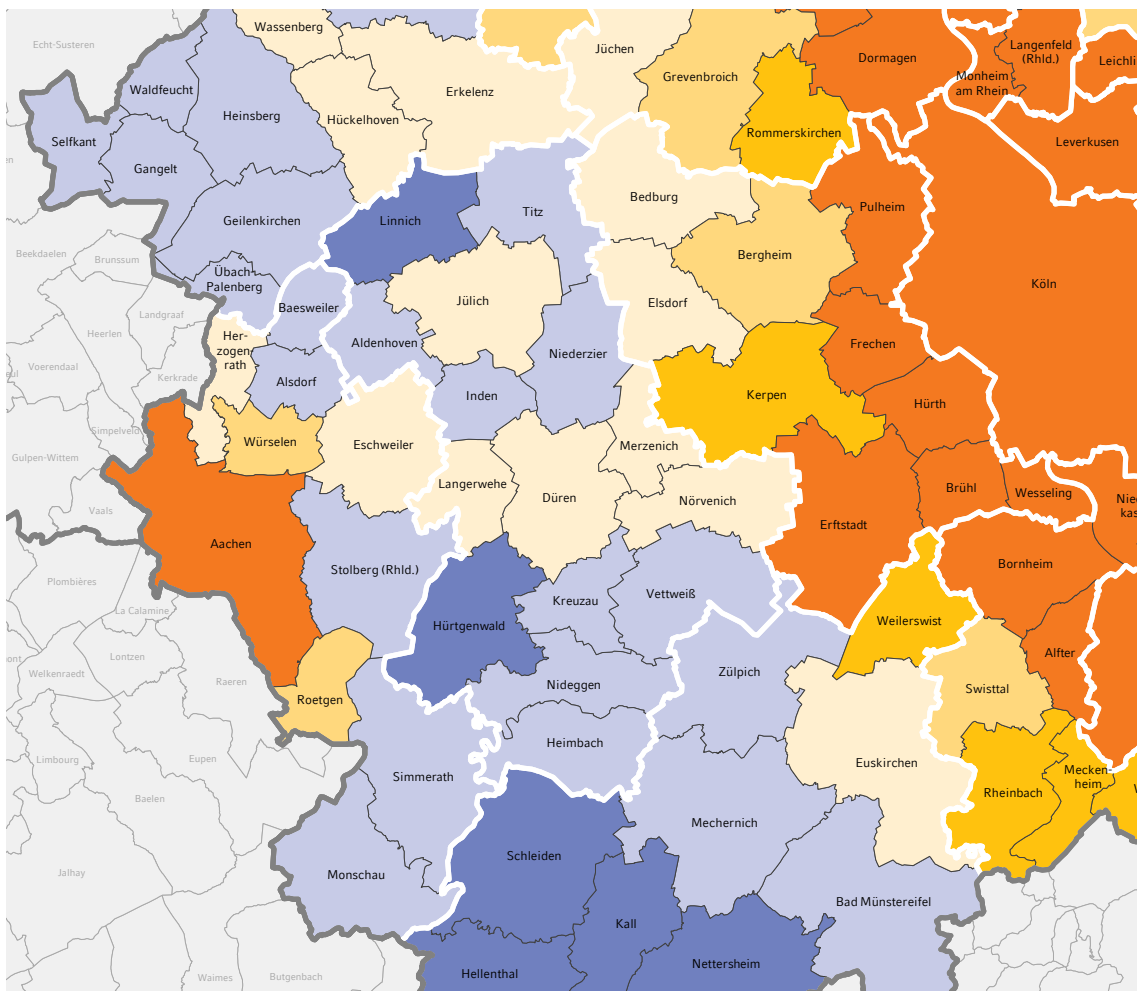 Echt-Susteren
Wassenberg
Jüchen
Grevenbroich
Dormagen
Langenfeld
(Rhld.)
Leichli
Monheim
am Rhein
Waldfeucht
Heinsberg
Hückelhoven
Erkelenz
Rommerskirchen
Leverkusen
Selfkant
Gangelt
Geilenkirchen
Linnich
Titz
Bedburg
Pulheim
Bergheim
Köln
Beekdaelen
Brunssum
Übach-
Palenberg
Baesweiler
Jülich
Elsdorf
Landgraaf
Heerlen
Her-
zogen
rath
Aldenhoven
Niederzier
Frechen
Voerendaal
Kerkrade
Alsdorf
Inden
Kerpen
Hürth
Simpelveld
Gulpen-Wittem
Würselen
Eschweiler
Merzenich
Langerwehe
Düren
Nörvenich
Brühl
Wesseling
Nie
kas
Vaals
Aachen
Erftstadt
Plombières
Stolberg (Rhld.)
Bornheim
La Calamine
Kreuzau
Vettweiß
Hürtgenwald
Weilerswist
Lontzen
Welkenraedt
ont
Raeren
Roetgen
Nideggen
Zülpich
Swisttal
Alfter
Limbourg
Eupen
Heimbach
Euskirchen
Simmerath
Mecken-
heim
Rheinbach
Baelen
Mechernich
Jalhay
Monschau
Schleiden
Bad Münstereifel
Kall
Waimes
Butgenbach
Hellenthal
Nettersheim